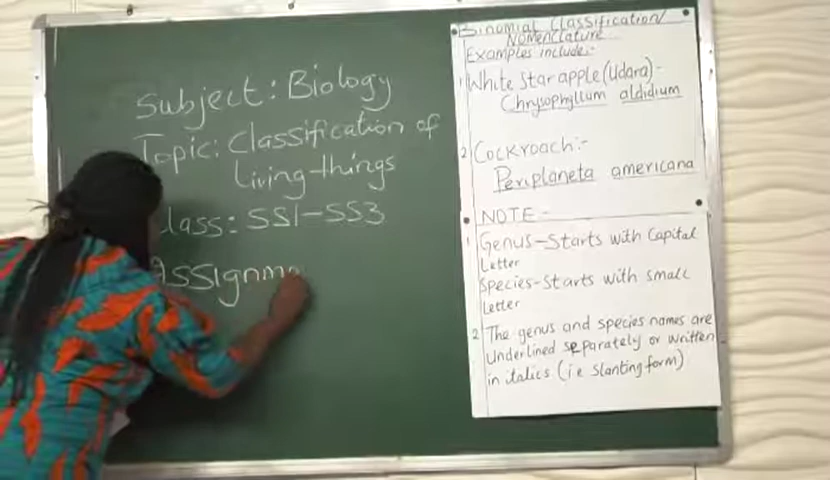 Subject: Biology
Topic: Classification of
Living-things
Class: SS1-SS3
Assignme
Binomial Classification/
Nomenclature
Examples include:-
1 White star apple (Udara)-
Chrysophyllum aldidium
2 Cockroach:-
Periplaneta americana
NOTE-
1 Genus-Starts with Capital
Letter
Species-Starts with small
Letter
2 The genus and species names are
Underlined separately or written
in italics (i.e slanting form)